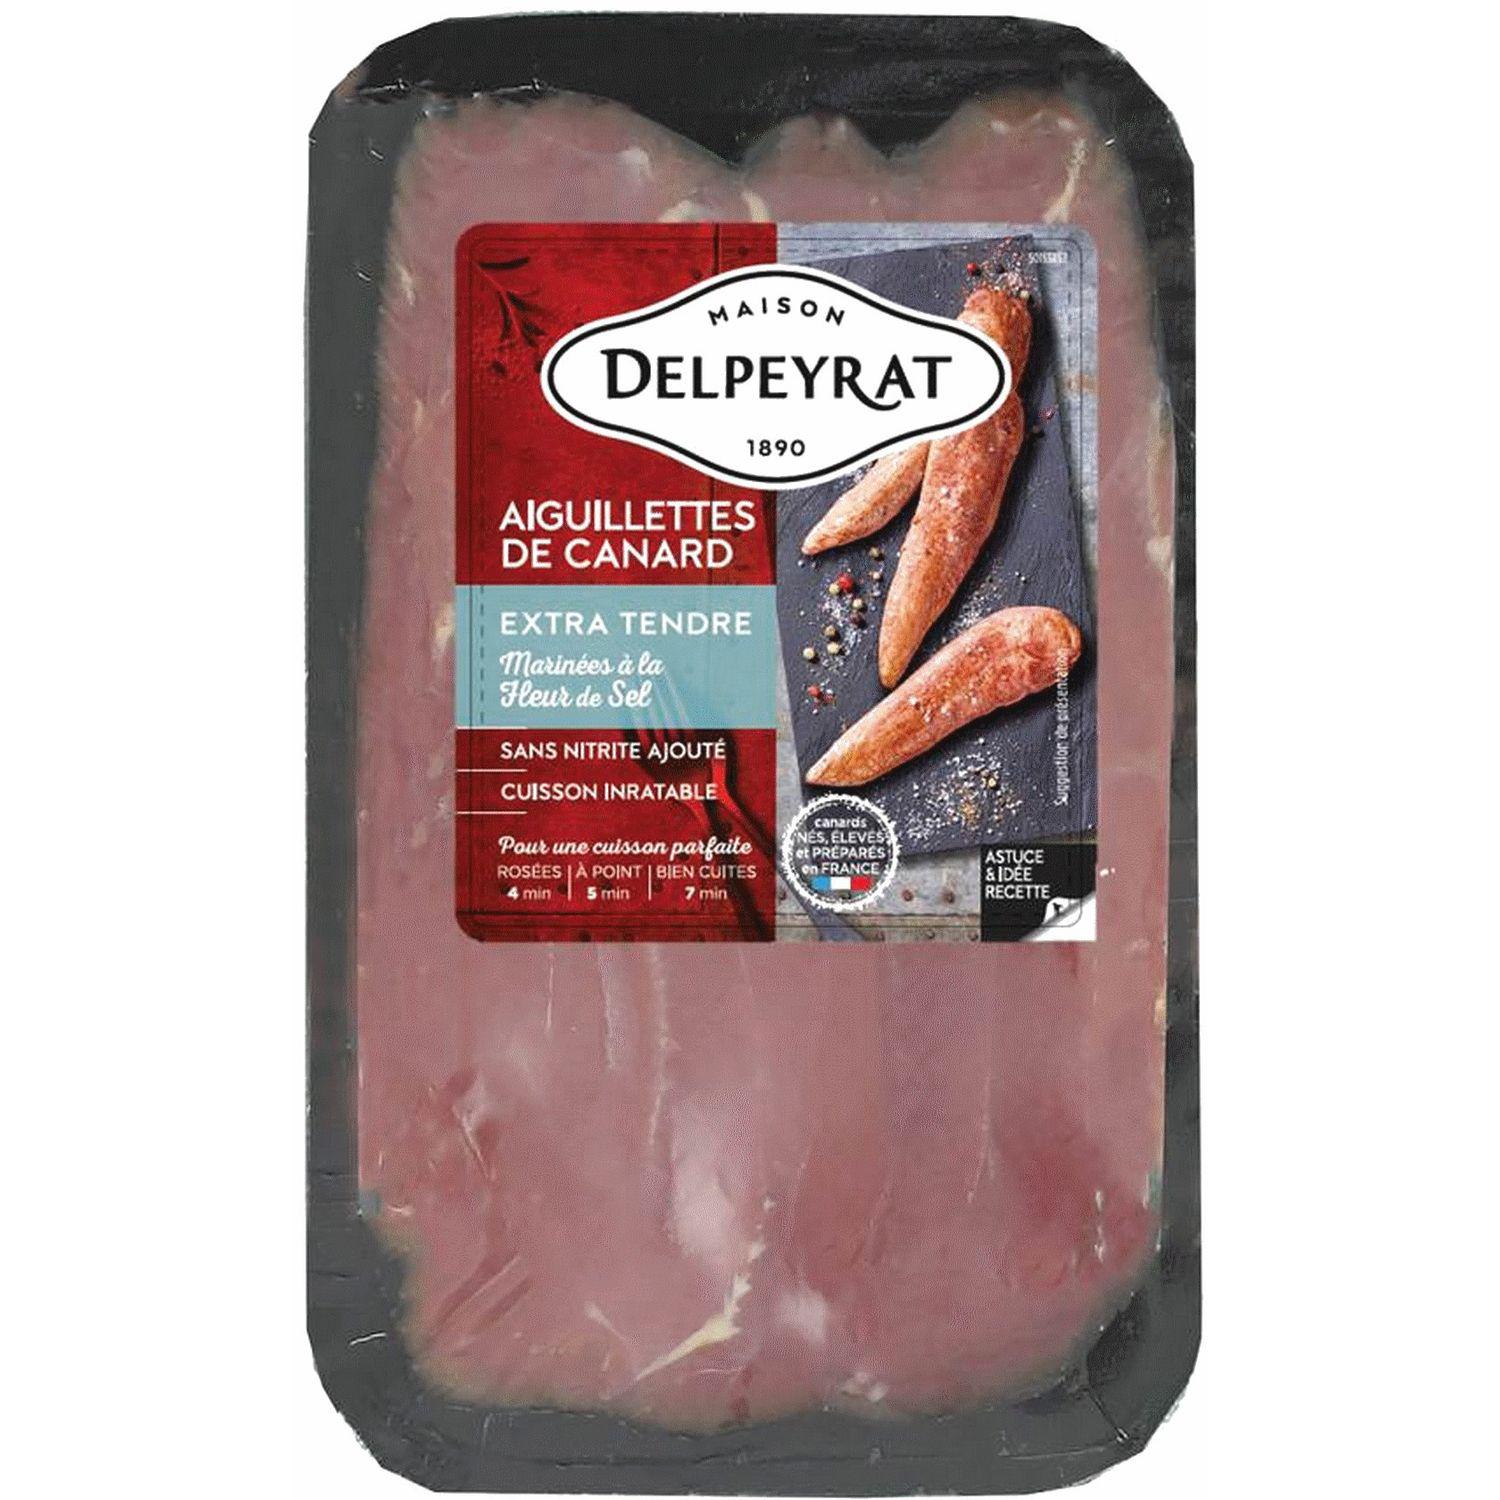 MAISON
DELPEYRAT
1890
AIGUILLETTES
DE CANARD
EXTRA TENDRE
Marinées à la
Fleur de Sel
SANS NITRITE AJOUTÉ
CUISSON INRATABLE
Pour une cuisson parfaite
ROSÉES | À POINT | BIEN CUITES
4 min | 5 min | 7 min
canards
NÉS, ÉLEVÉS
et PRÉPARÉS
en FRANCE
Suggestion de présentation
ASTUCE
& IDÉE
RECETTE